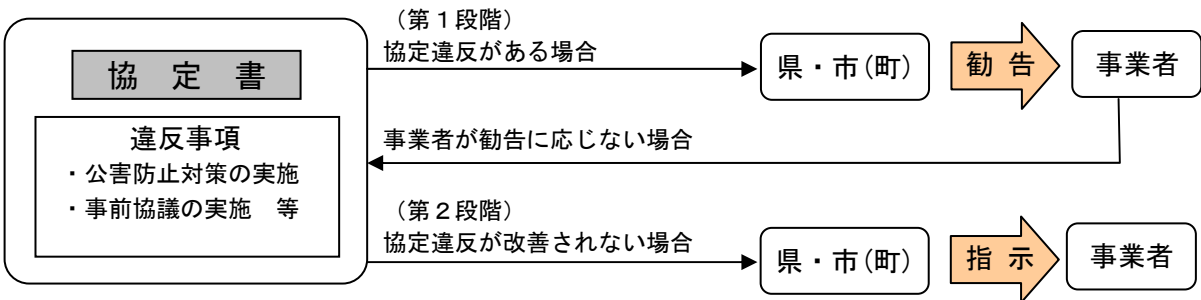 協 定 書
違反事項
・公害防止対策の実施
・事前協議の実施　等
（第１段階）
協定違反がある場合
県・市(町)
勧 告
事業者
事業者が勧告に応じない場合
（第２段階）
協定違反が改善されない場合
県・市(町)
指 示
事業者